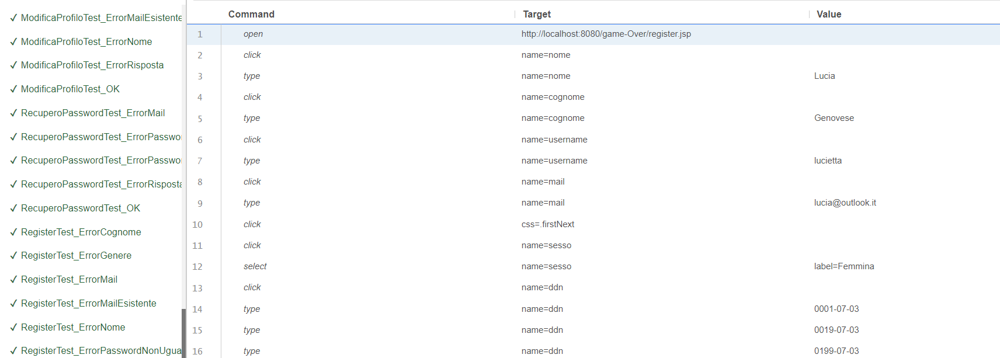 ✓ ModificaProfiloTest_ErrorMailEsistente
✓ ModificaProfiloTest_ErrorNome
✓ ModificaProfiloTest_ErrorRisposta
✓ ModificaProfiloTest_OK
✓ RecuperoPasswordTest_ErrorMail
✓ RecuperoPasswordTest_ErrorPasswor
✓ RecuperoPasswordTest_ErrorPasswor
✓ RecuperoPasswordTest_ErrorRisposta
✓ RecuperoPasswordTest_OK
✓ RegisterTest_ErrorCognome
✓ RegisterTest_ErrorGenere
✓ RegisterTest_ErrorMail
✓ RegisterTest_ErrorMailEsistente
✓ RegisterTest_ErrorNome
✓ RegisterTest_ErrorPasswordNonUgua
Command Target Value
1 open http://localhost:8080/game-Over/register.jsp
2 click name=nome
3 type name=nome Lucia
4 click name=cognome
5 type name=cognome Genovese
6 click name=username
7 type name=username lucietta
8 click name=mail
9 type name=mail lucia@outlook.it
10 click css=.firstNext
11 click name=sesso
12 select name=sesso label=Femmina
13 click name=ddn
14 type name=ddn 0001-07-03
15 type name=ddn 0019-07-03
16 type name=ddn 0199-07-03